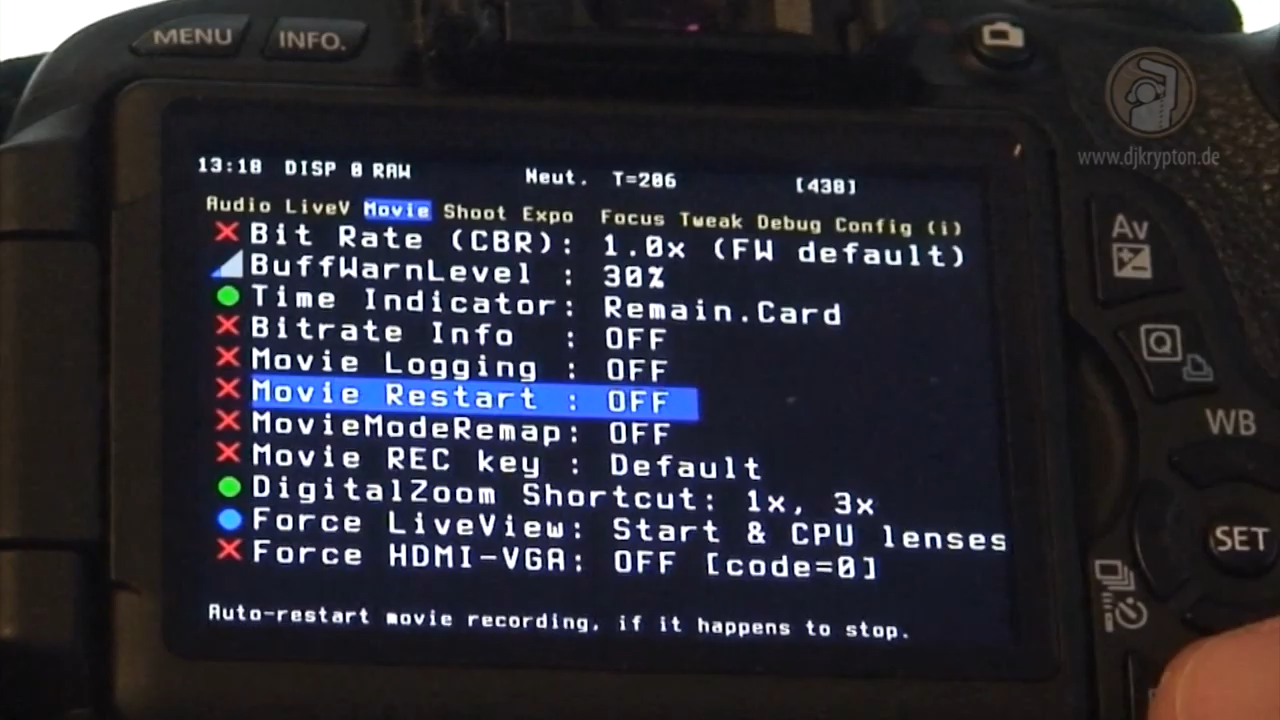 MENU INFO.
www.djkrypton.de
13:18 DISP 0 RAW Neut. T=206 [438]
Audio LiveV Movie Shoot Expo Focus Tweak Debug Config (i)
Bit Rate (CBR): 1.0x (FW default)
BuffWarnLevel : 30%
Time Indicator: Remain.Card
Bitrate Info : OFF
Movie Logging : OFF
Movie Restart : OFF
MovieModeRemap: OFF
Movie REC key : Default
DigitalZoom Shortcut: 1x, 3x
Force LiveView: Start & CPU lenses
Force HDMI-VGA: OFF [code=0]
Auto-restart movie recording, if it happens to stop.
Av
Q
WB
SET